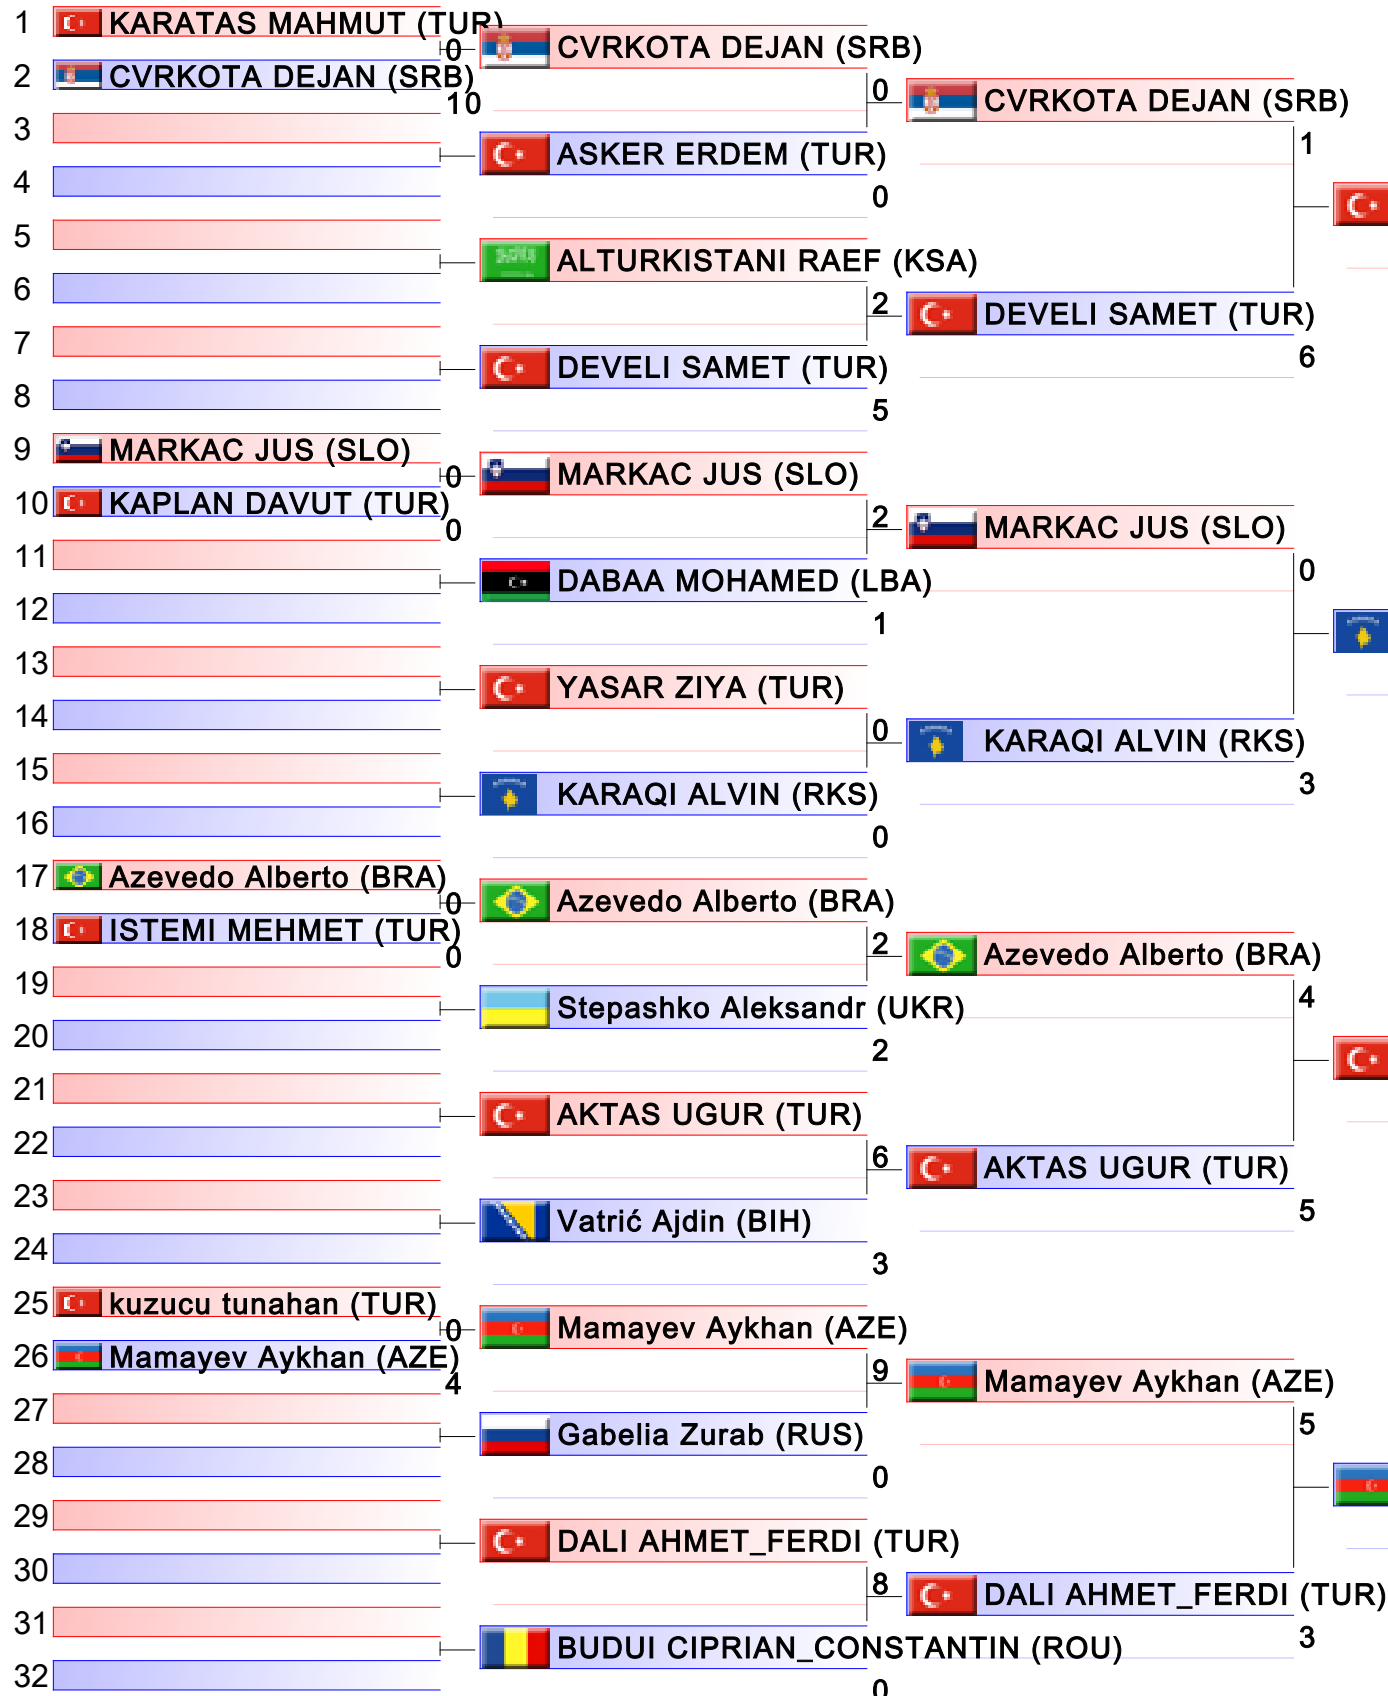 1 KARATAS MAHMUT (TUR)
0
CVRKOTA DEJAN (SRB)
2 CVRKOTA DEJAN (SRB)
10
0
CVRKOTA DEJAN (SRB)
3
1
4
ASKER ERDEM (TUR)
0
5
6
ALTURKISTANI RAEF (KSA)
2
DEVELI SAMET (TUR)
7
6
8
DEVELI SAMET (TUR)
5
9 MARKAC JUS (SLO)
0
MARKAC JUS (SLO)
10 KAPLAN DAVUT (TUR)
0
2
MARKAC JUS (SLO)
11
0
12
DABAA MOHAMED (LBA)
1
13
14
YASAR ZIYA (TUR)
0
KARAQI ALVIN (RKS)
15
3
16
KARAQI ALVIN (RKS)
0
17 Azevedo Alberto (BRA)
0
Azevedo Alberto (BRA)
18 ISTEMI MEHMET (TUR)
0
2
Azevedo Alberto (BRA)
19
4
20
Stepashko Aleksandr (UKR)
2
21
22
AKTAS UGUR (TUR)
6
AKTAS UGUR (TUR)
23
5
24
Vatrić Ajdin (BIH)
3
25 kuzucu tunahan (TUR)
0
Mamayev Aykhan (AZE)
26 Mamayev Aykhan (AZE)
4
9
Mamayev Aykhan (AZE)
27
5
28
Gabelia Zurab (RUS)
0
29
30
DALI AHMET_FERDI (TUR)
8
DALI AHMET_FERDI (TUR)
31
3
32
BUDUI CIPRIAN_CONSTANTIN (ROU)
0